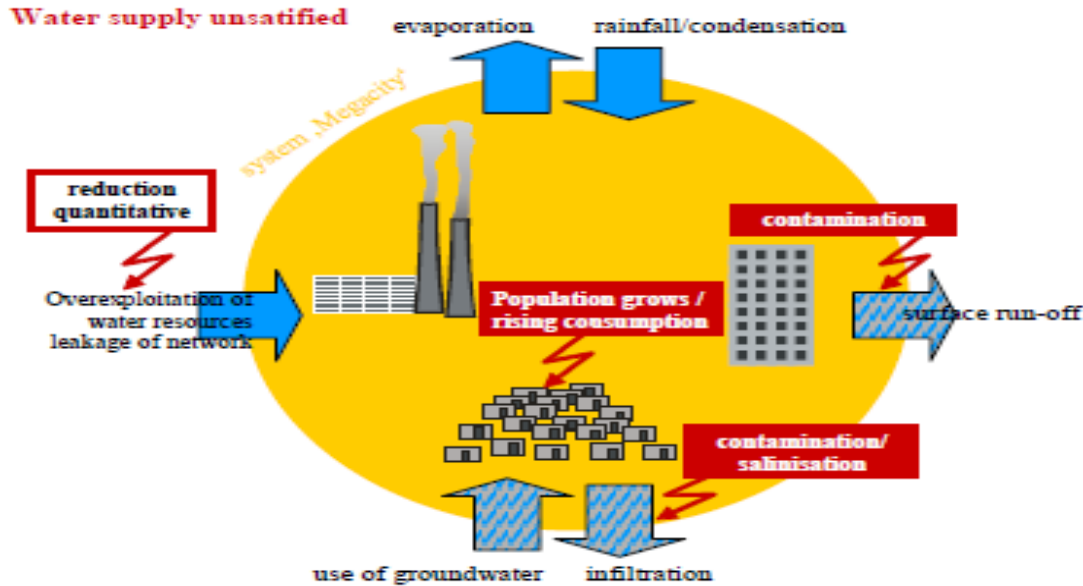 Water supply unsatified
evaporation
rainfall/condensation
system ‚Megacity‘
reduction
quantitative
contamination
Overexploitation of
water resources
leakage of network
Population grows /
rising consumption
surface run-off
contamination/
salinisation
use of groundwater
infiltration